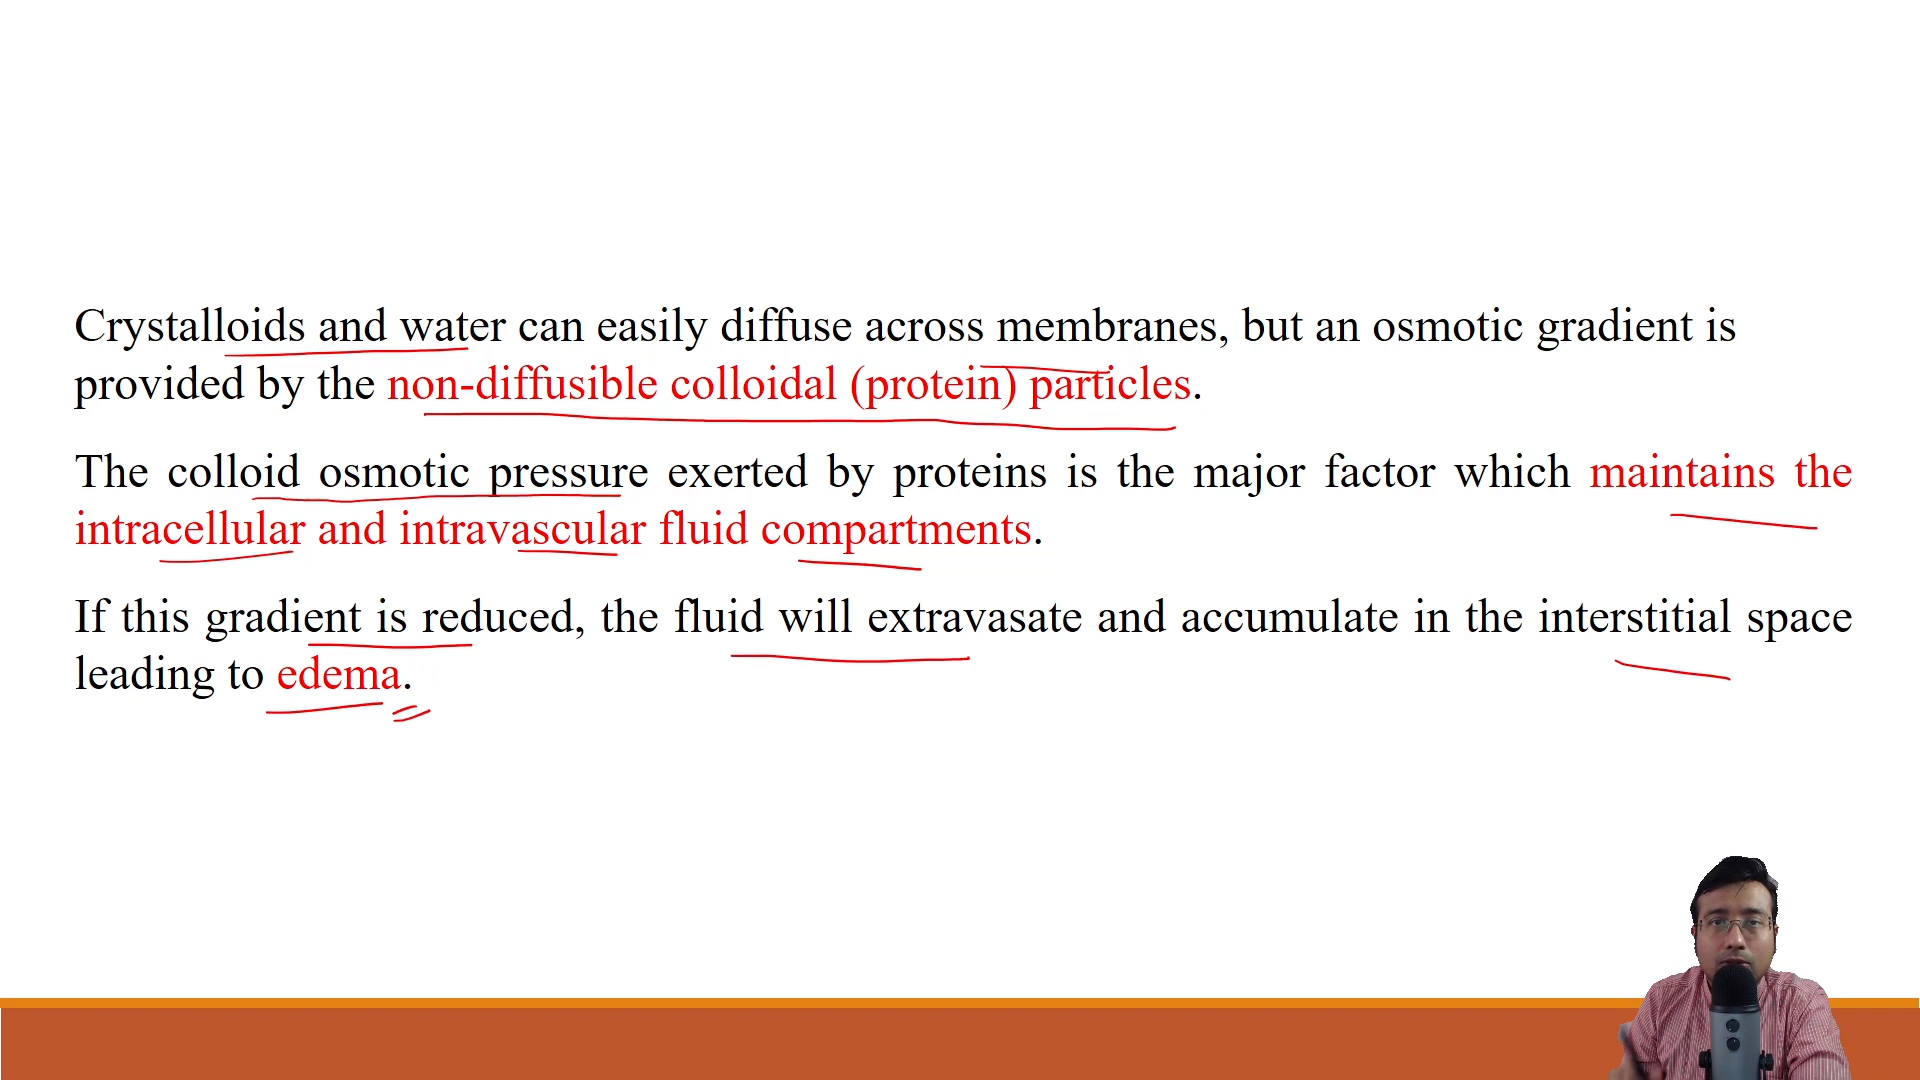 Crystalloids and water can easily diffuse across membranes, but an osmotic gradient is
provided by the non-diffusible colloidal (protein) particles.
The colloid osmotic pressure exerted by proteins is the major factor which maintains the
intracellular and intravascular fluid compartments.
If this gradient is reduced, the fluid will extravasate and accumulate in the interstitial space
leading to edema.